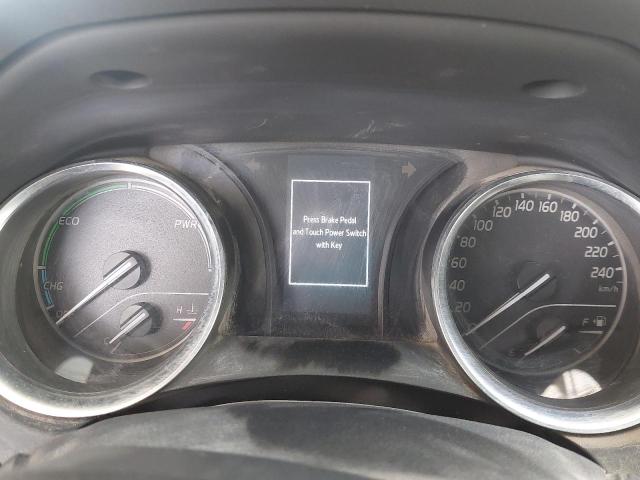 ECO
PWR
CHG
H
Press Brake Pedal
and Touch Power Switch
with Key
20
40
60
80
100
120
140
160
180
200
220
240
km/h
F